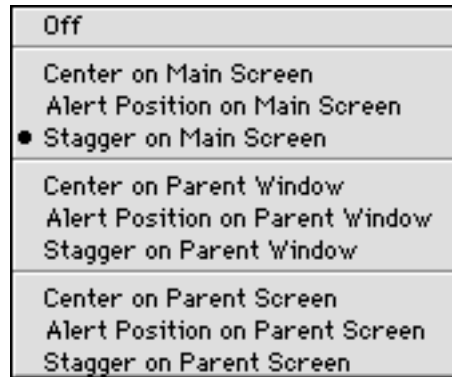 Off
Center on Main Screen
Alert Position on Main Screen
Stagger on Main Screen
Center on Parent Window
Alert Position on Parent Window
Stagger on Parent Window
Center on Parent Screen
Alert Position on Parent Screen
Stagger on Parent Screen